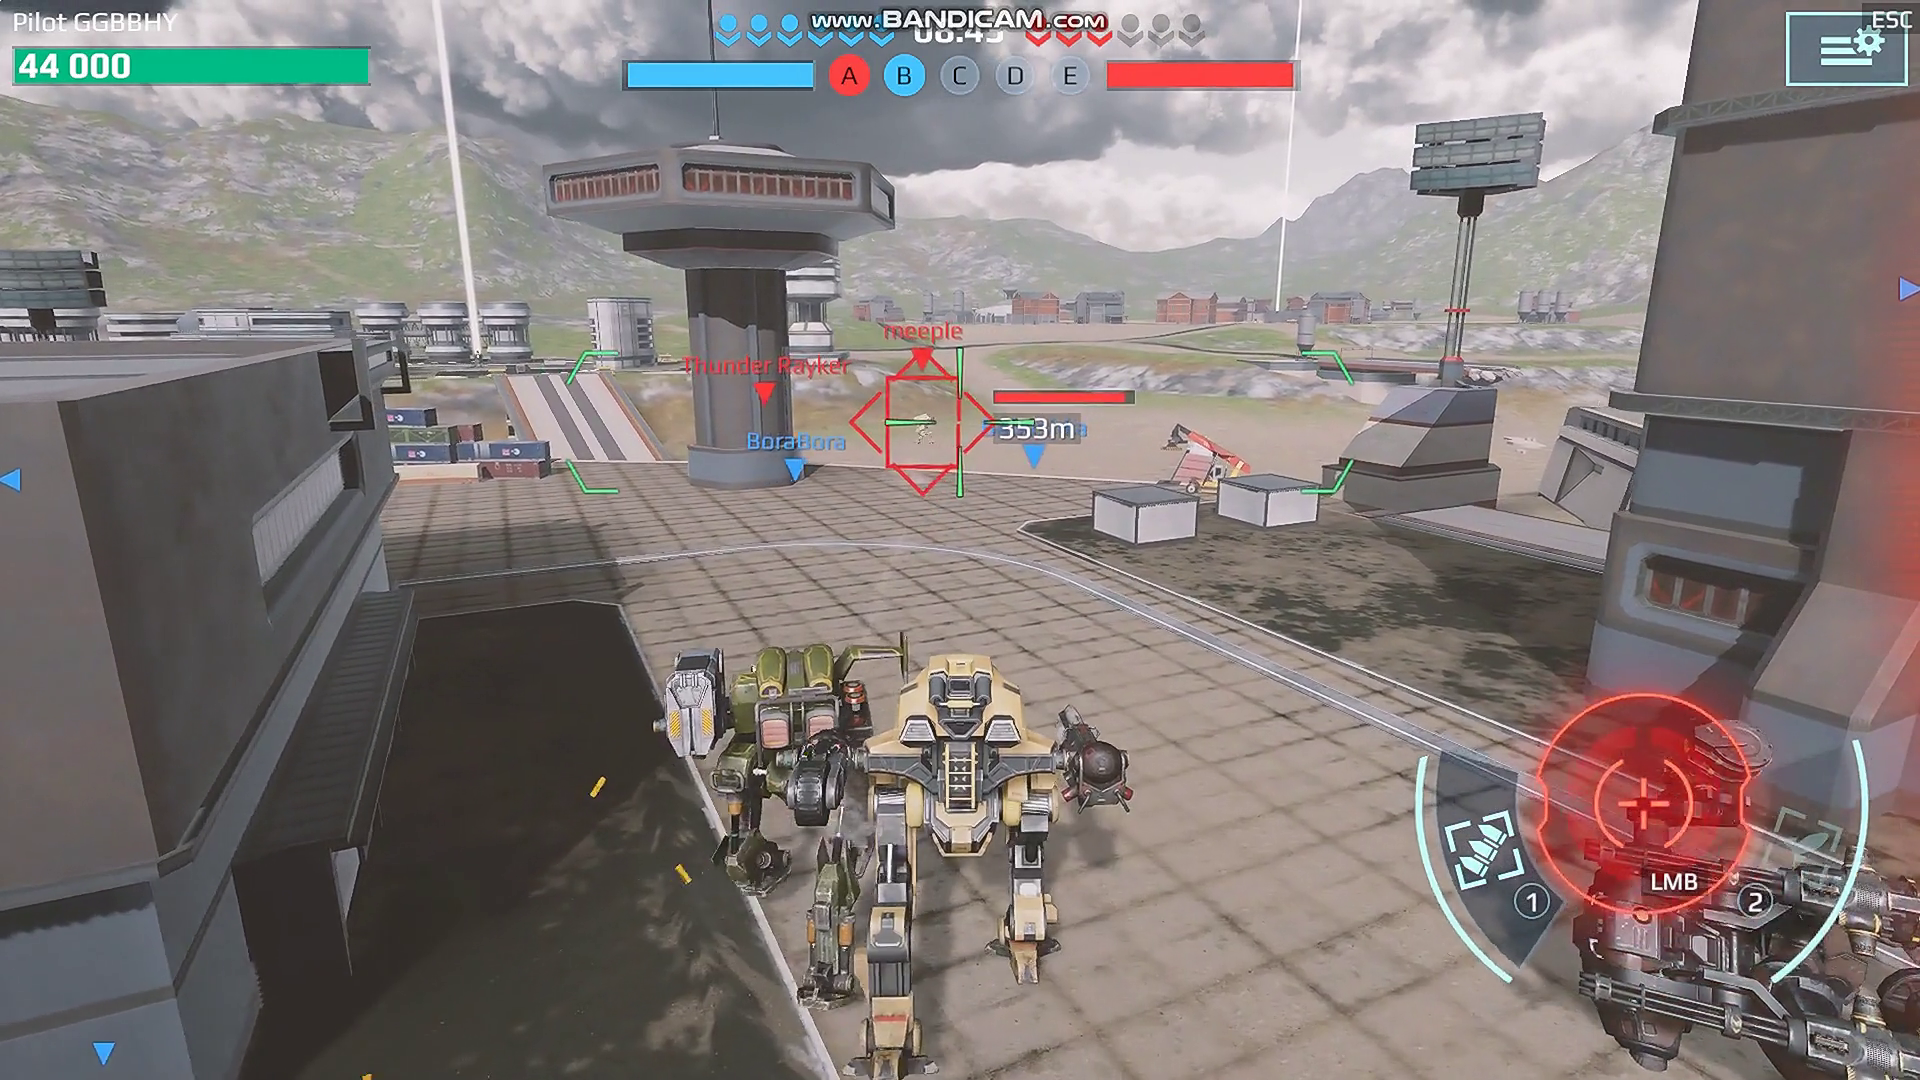 Pilot GGBBHY
44 000
www.BANDICAM.com
A B C D E
ESC
meeple
Thunder Rayker
BoraBora
353m
1
LMB
2